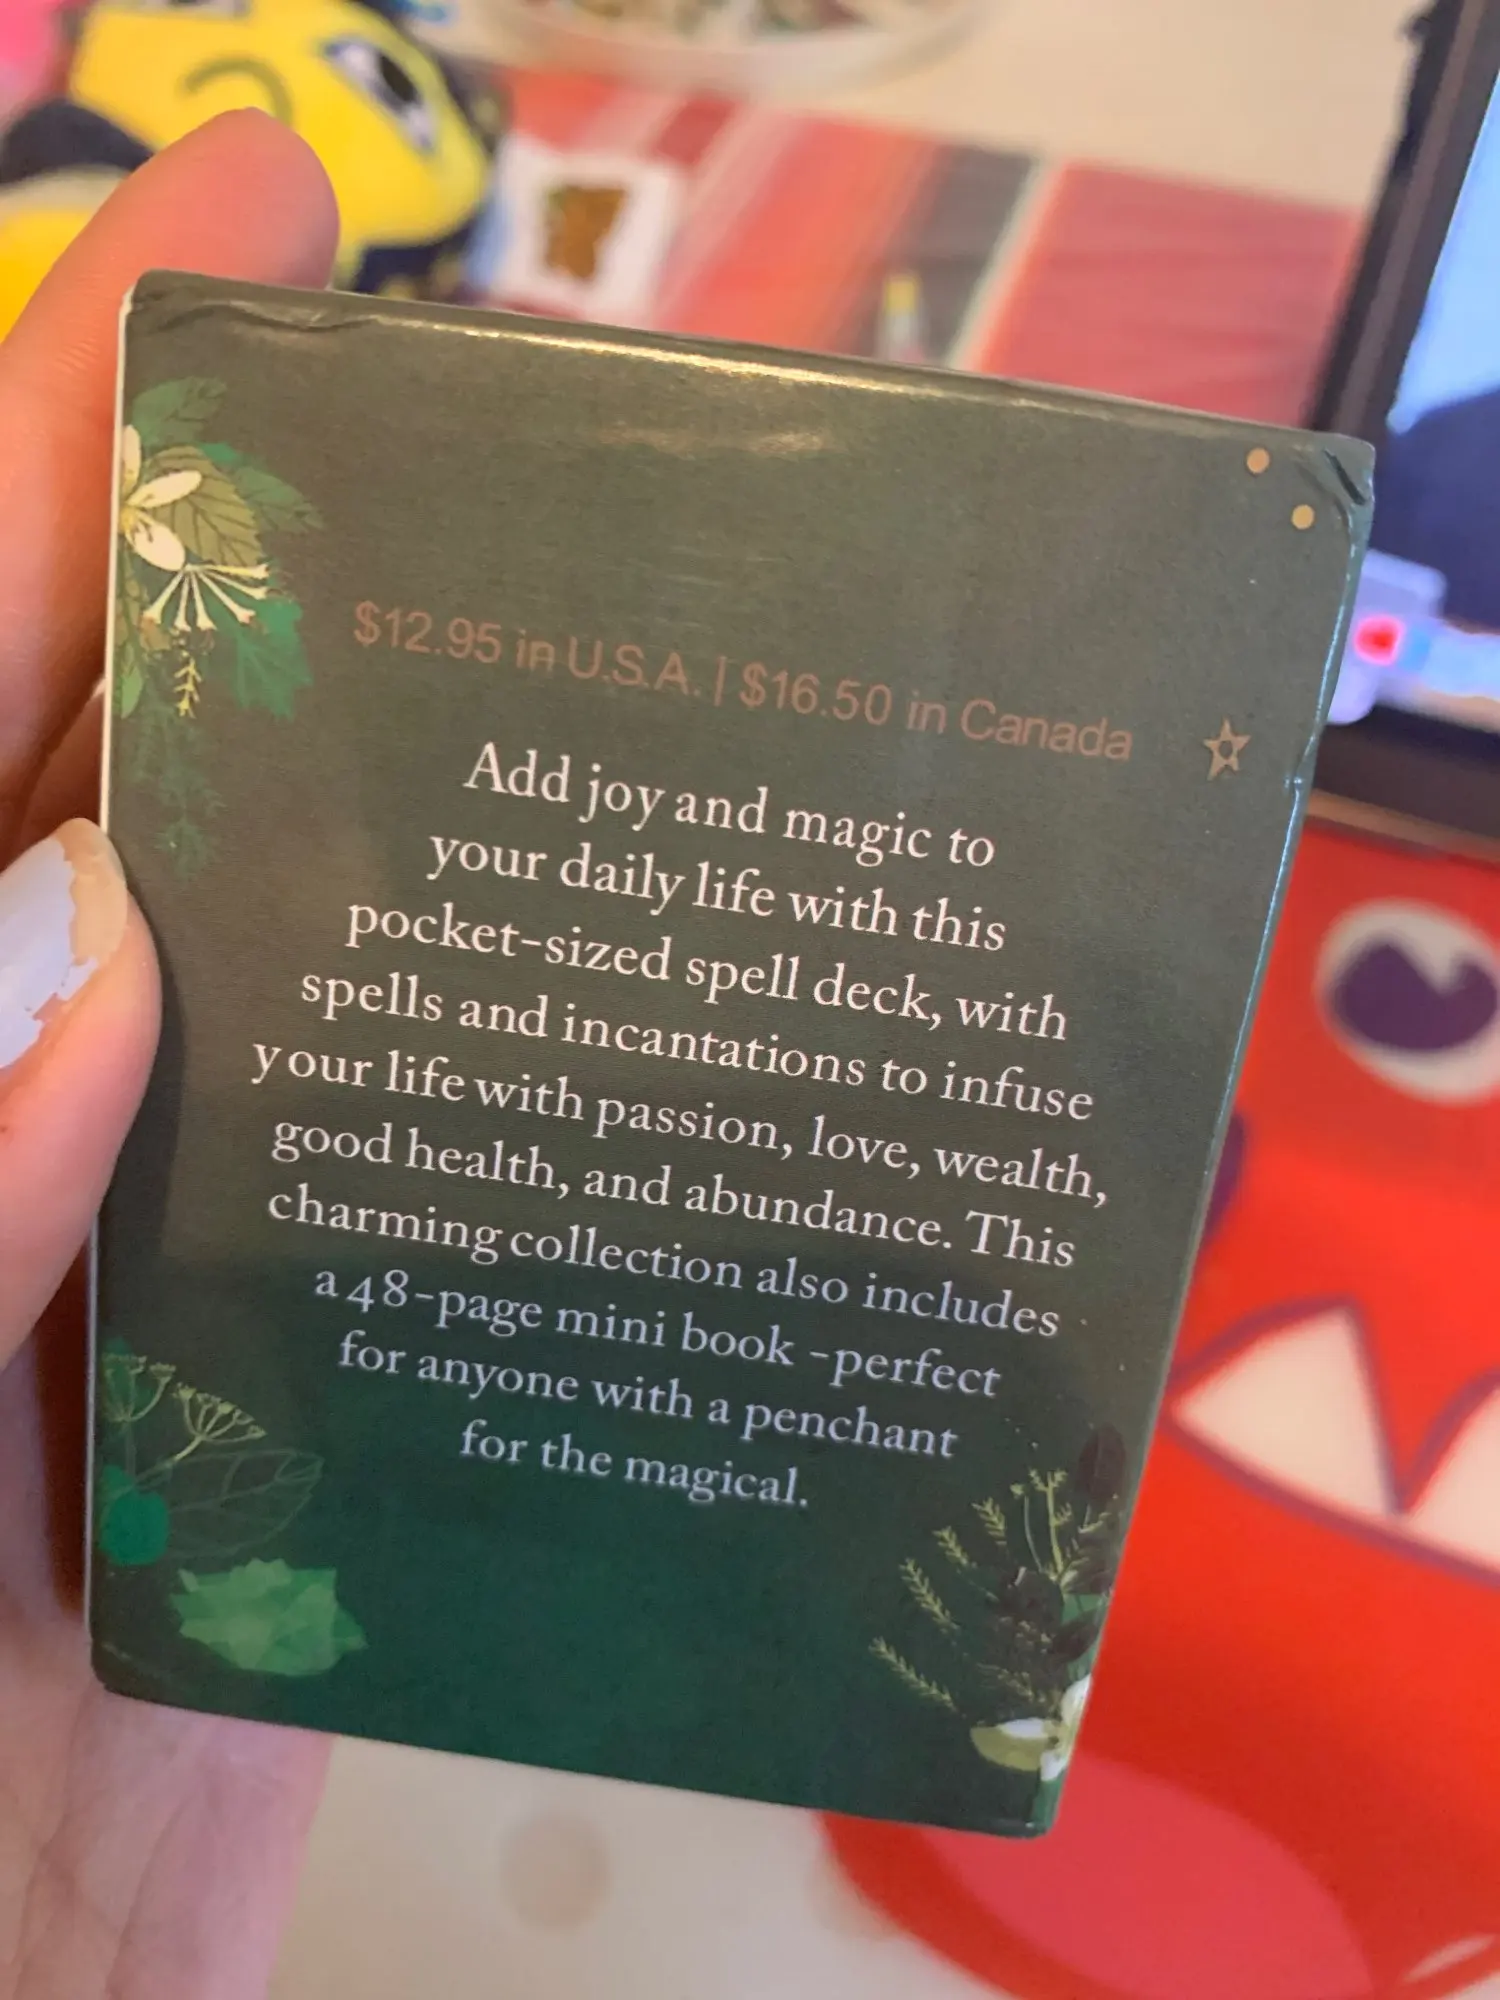 $12.95 in U.S.A. | $16.50 in Canada
Add joy and magic to
your daily life with this
pocket-sized spell deck, with
spells and incantations to infuse
your life with passion, love, wealth,
good health, and abundance. This
charming collection also includes
a 48-page mini book -perfect
for anyone with a penchant
for the magical.